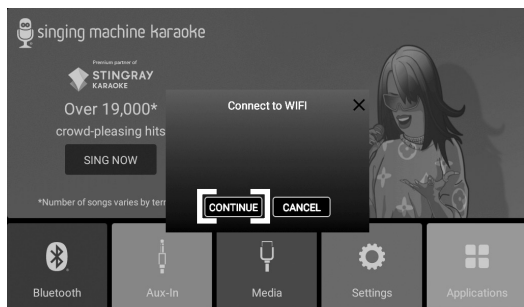 singing machine karaoke
Premium partner of
STINGRAY
KARAOKE
Over 19,000*
crowd-pleasing hits
SING NOW
*Number of songs varies by terr
Connect to WIFI
CONTINUE
CANCEL
Bluetooth
Aux-In
Media
Settings
Applications